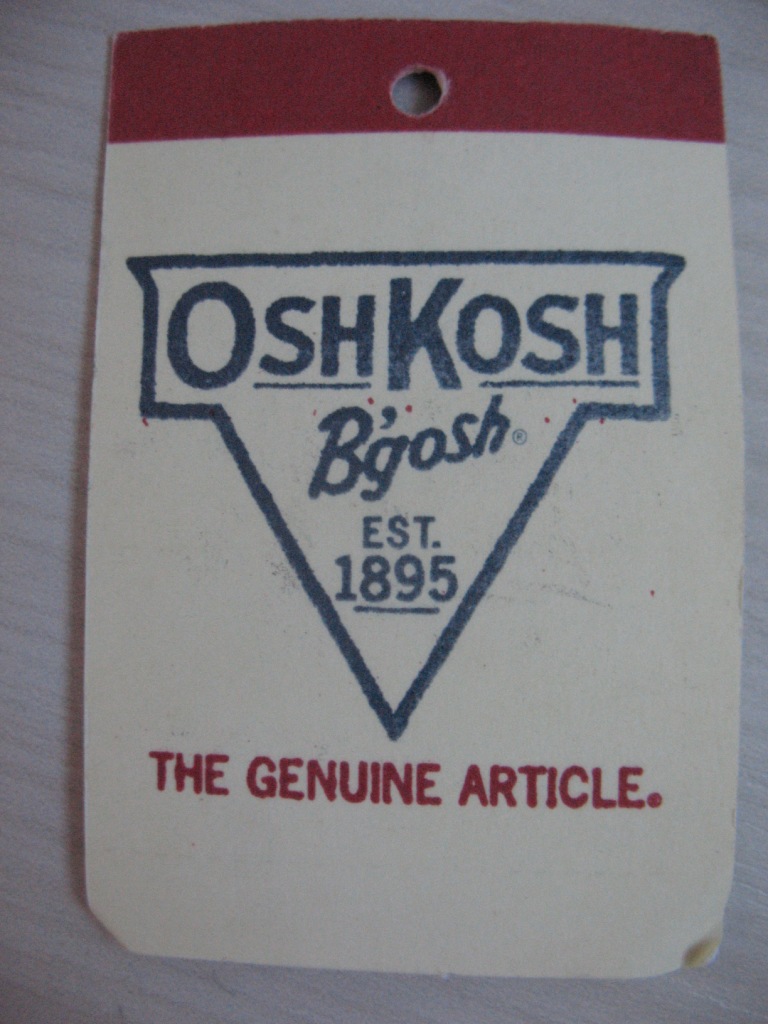 OSHKOSH
B'gosh®
EST.
1895
THE GENUINE ARTICLE.